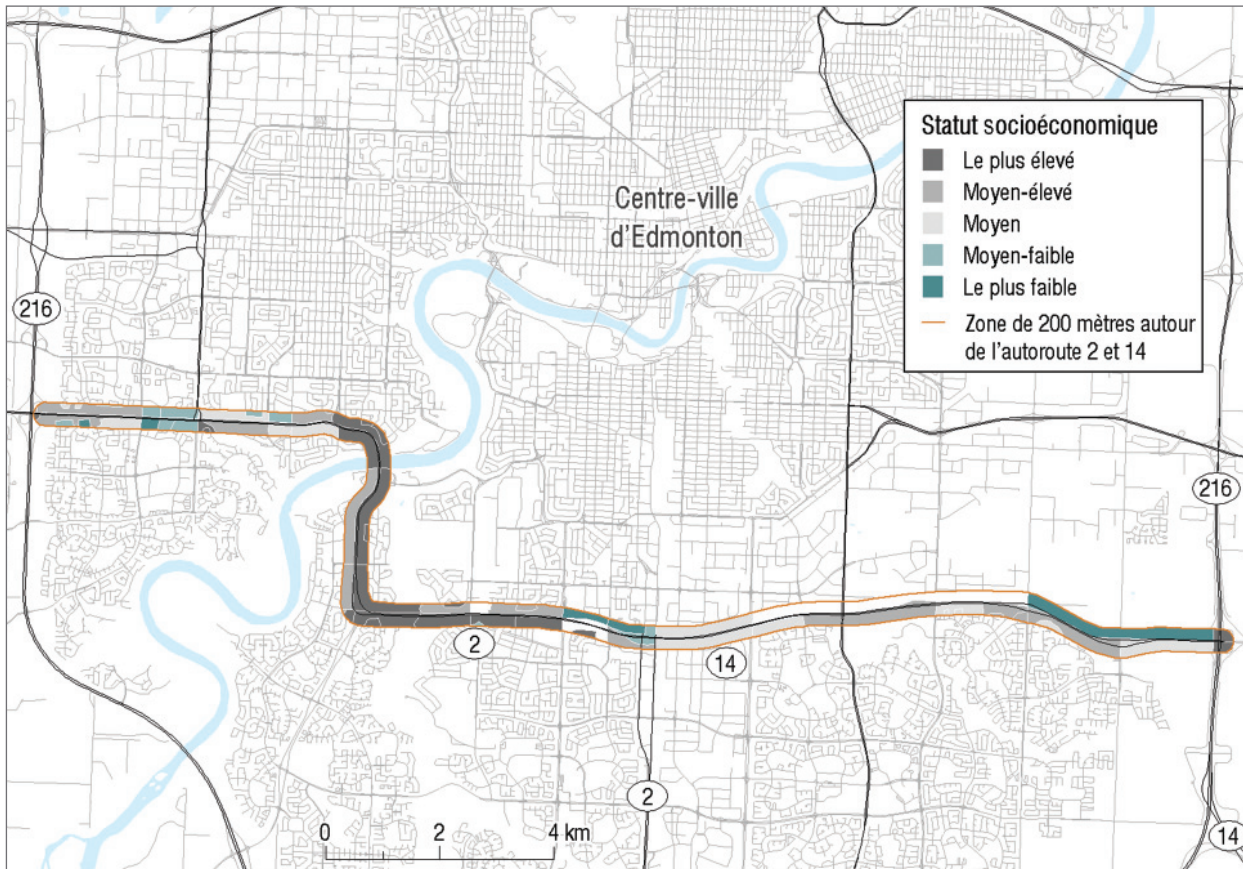 Statut socioéconomique
Le plus élevé
Moyen-élevé
Moyen
Moyen-faible
Le plus faible
Zone de 200 mètres autour
de l'autoroute 2 et 14
Centre-ville
d'Edmonton
216
216
2
14
2
14
0 2 4 km